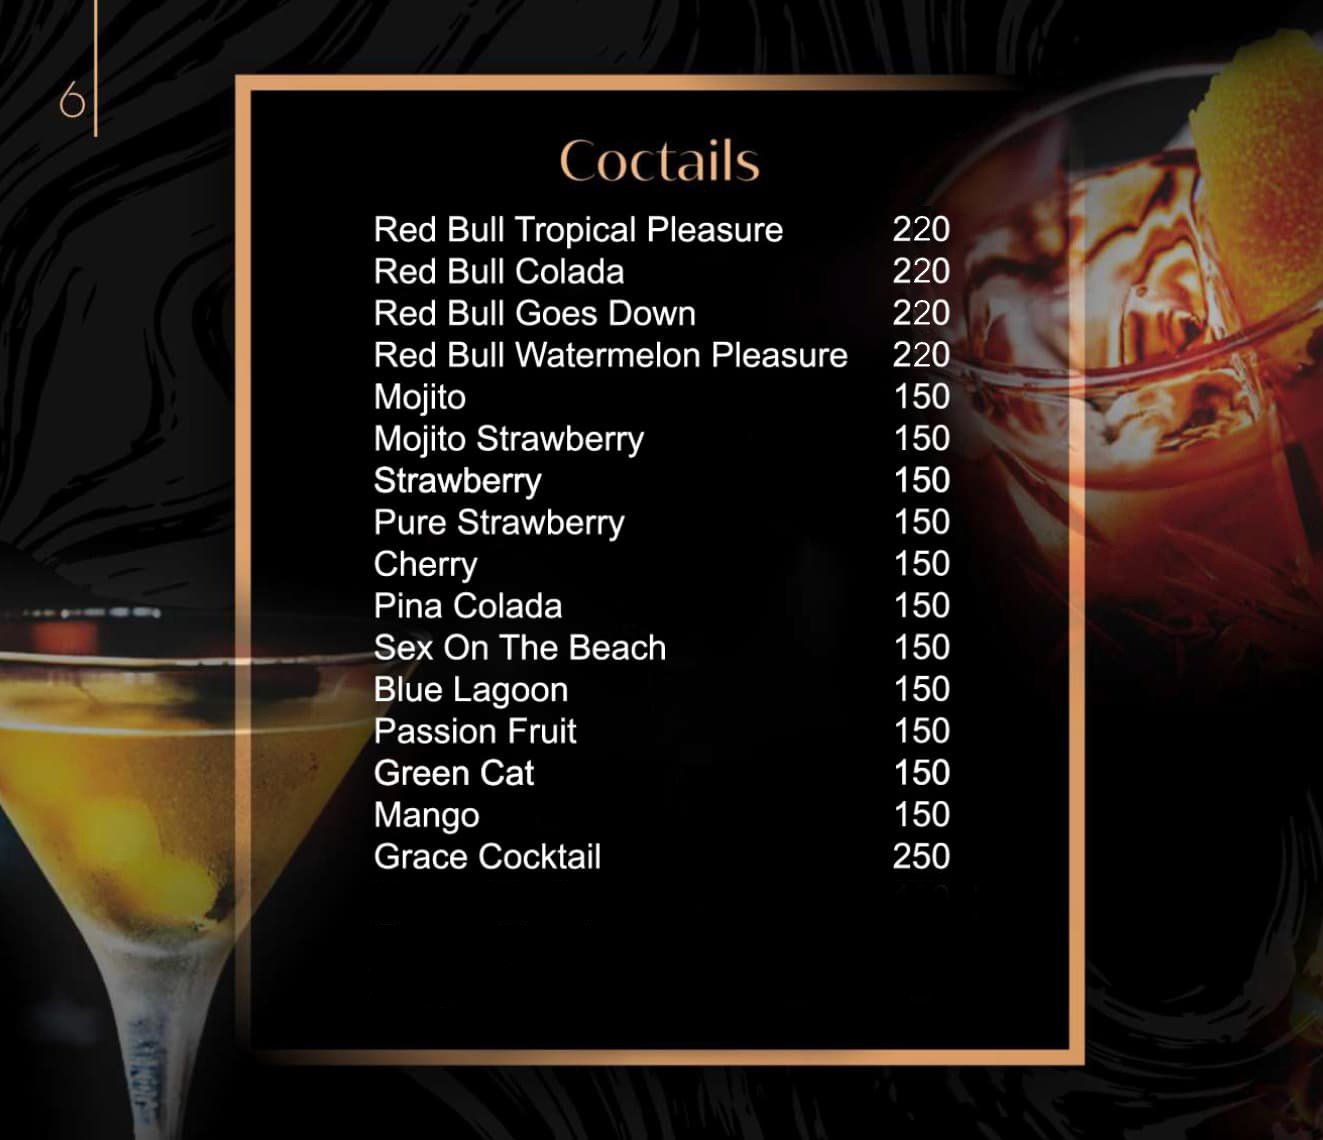 6
Coctails
Red Bull Tropical Pleasure 220
Red Bull Colada 220
Red Bull Goes Down 220
Red Bull Watermelon Pleasure 220
Mojito 150
Mojito Strawberry 150
Strawberry 150
Pure Strawberry 150
Cherry 150
Pina Colada 150
Sex On The Beach 150
Blue Lagoon 150
Passion Fruit 150
Green Cat 150
Mango 150
Grace Cocktail 250